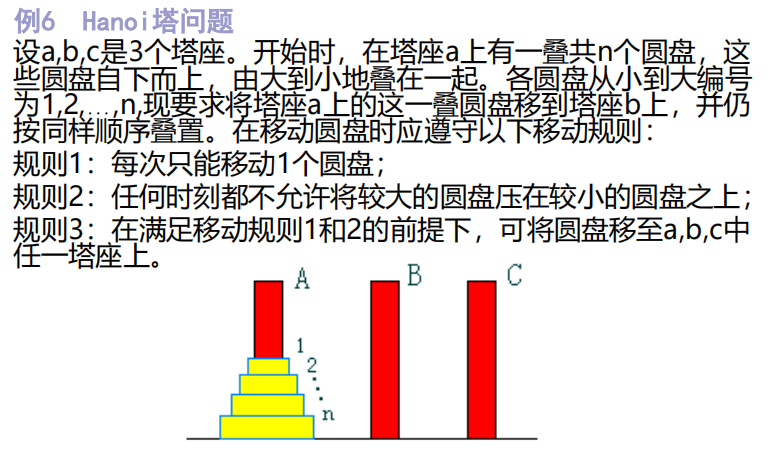 例6 Hanoi塔问题
设a,b,c是3个塔座。开始时，在塔座a上有一叠共n个圆盘，这
些圆盘自下而上，由大到小地叠在一起。各圆盘从小到大编号
为1,2,…,n,现要求将塔座a上的这一叠圆盘移到塔座b上，并仍
按同样顺序叠置。在移动圆盘时应遵守以下移动规则：
规则1：每次只能移动1个圆盘；
规则2：任何时刻都不允许将较大的圆盘压在较小的圆盘之上；
规则3：在满足移动规则1和2的前提下，可将圆盘移至a,b,c中
任一塔座上。
A B C
1
2
n